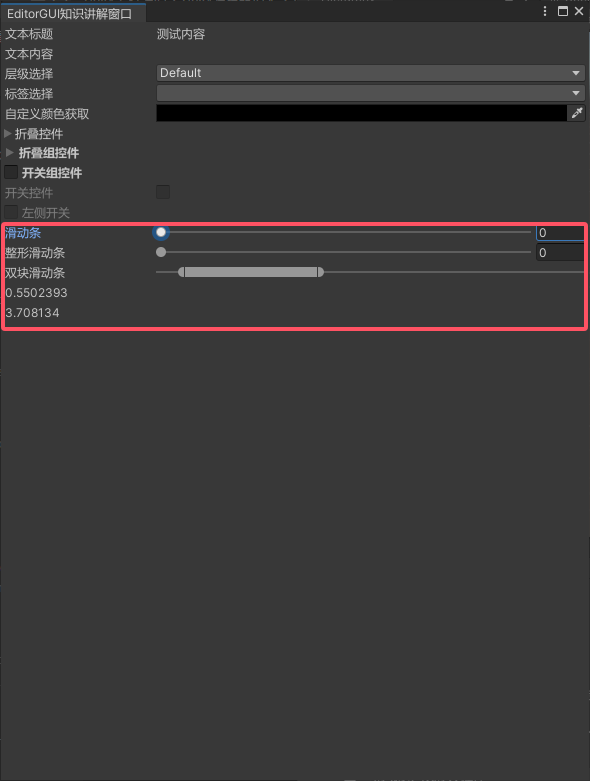 EditorGUI知识讲解窗口
文本标题 测试内容
文本内容
层级选择 Default
标签选择
自定义颜色获取
折叠控件
折叠组控件
开关组控件
开关控件
左侧开关
滑动条 0
整形滑动条 0
双块滑动条
0.5502393
3.708134